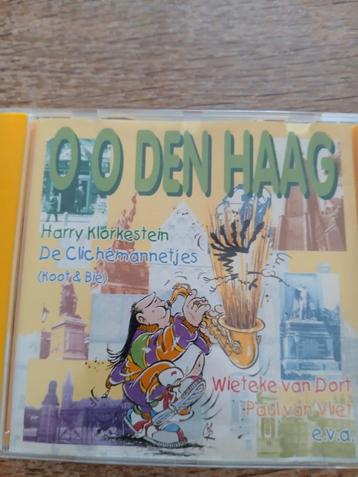 O O DEN HAAG
Harry Klorkestein
De Clichémannetjes
(Koot & Bie)
Wieteke van Dort
Paul van Vliet
e.v.a.